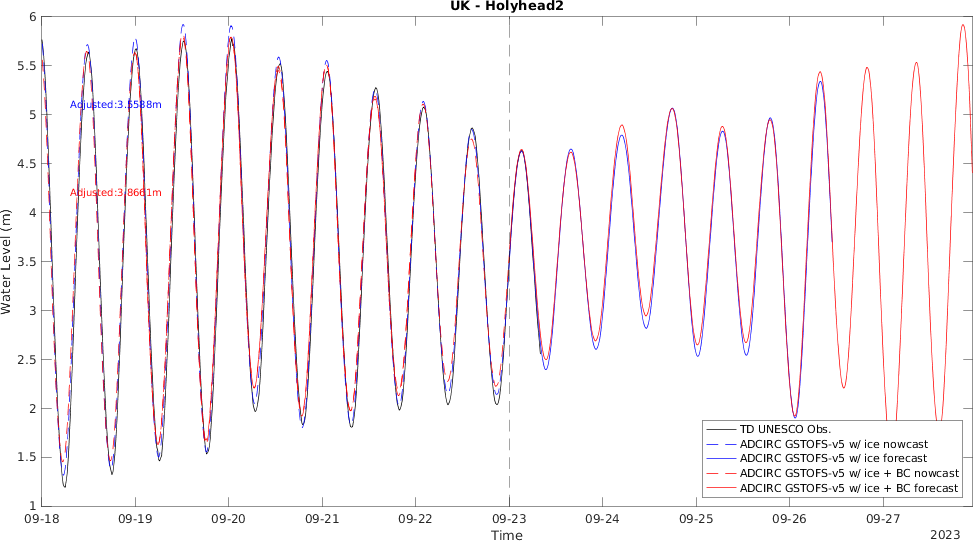 UK - Holyhead2
6
5.5
5
4.5
4
3.5
3
2.5
2
1.5
1
Water Level (m)
Adjusted:3.5588m
Adjusted:3.8661m
TD UNESCO Obs.
ADCIRC GSTOFS-v5 w/ ice nowcast
ADCIRC GSTOFS-v5 w/ ice forecast
ADCIRC GSTOFS-v5 w/ ice + BC nowcast
ADCIRC GSTOFS-v5 w/ ice + BC forecast
09-18 09-19 09-20 09-21 09-22 09-23 09-24 09-25 09-26 09-27
Time
2023